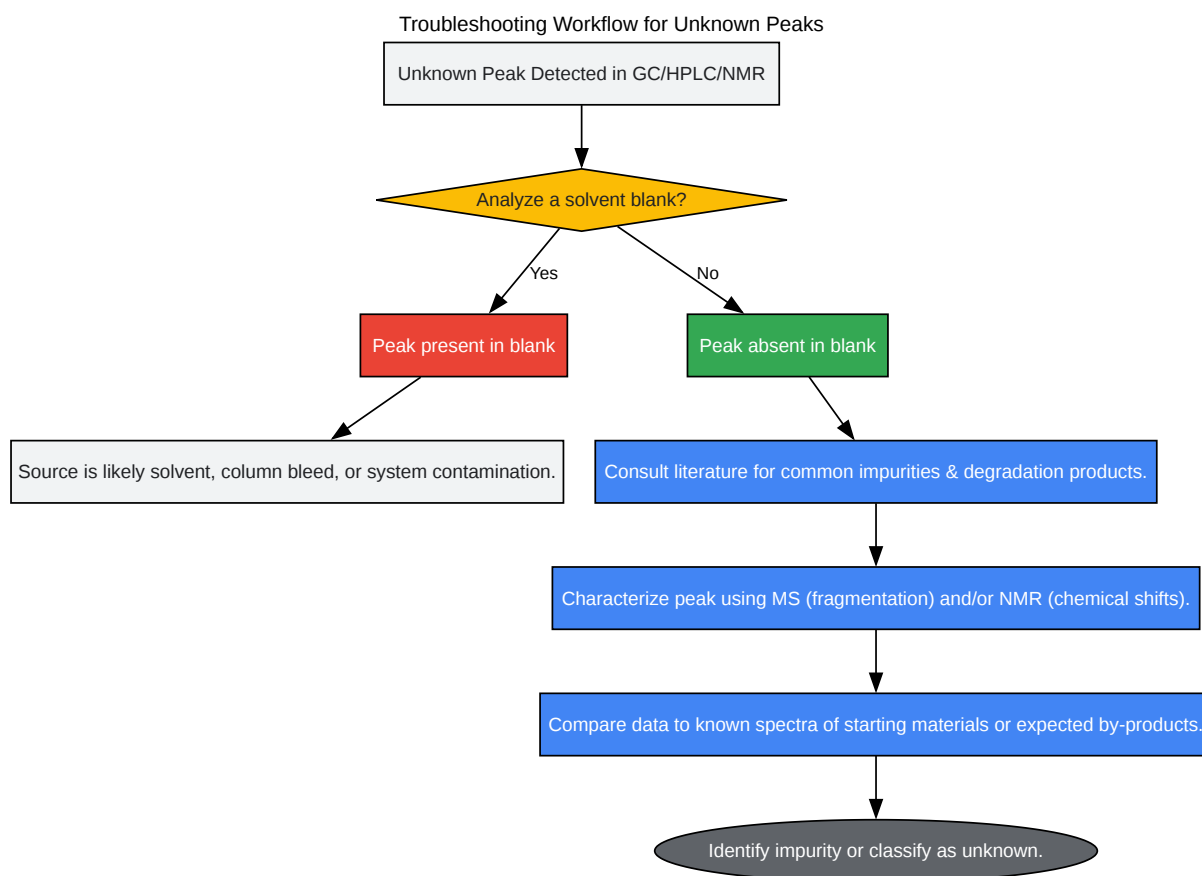 Troubleshooting Workflow for Unknown Peaks
Unknown Peak Detected in GC/HPLC/NMR
Analyze a solvent blank?
Yes
No
Peak present in blank
Peak absent in blank
Source is likely solvent, column bleed, or system contamination.
Consult literature for common impurities & degradation products.
Characterize peak using MS (fragmentation) and/or NMR (chemical shifts).
Compare data to known spectra of starting materials or expected by-products.
Identify impurity or classify as unknown.